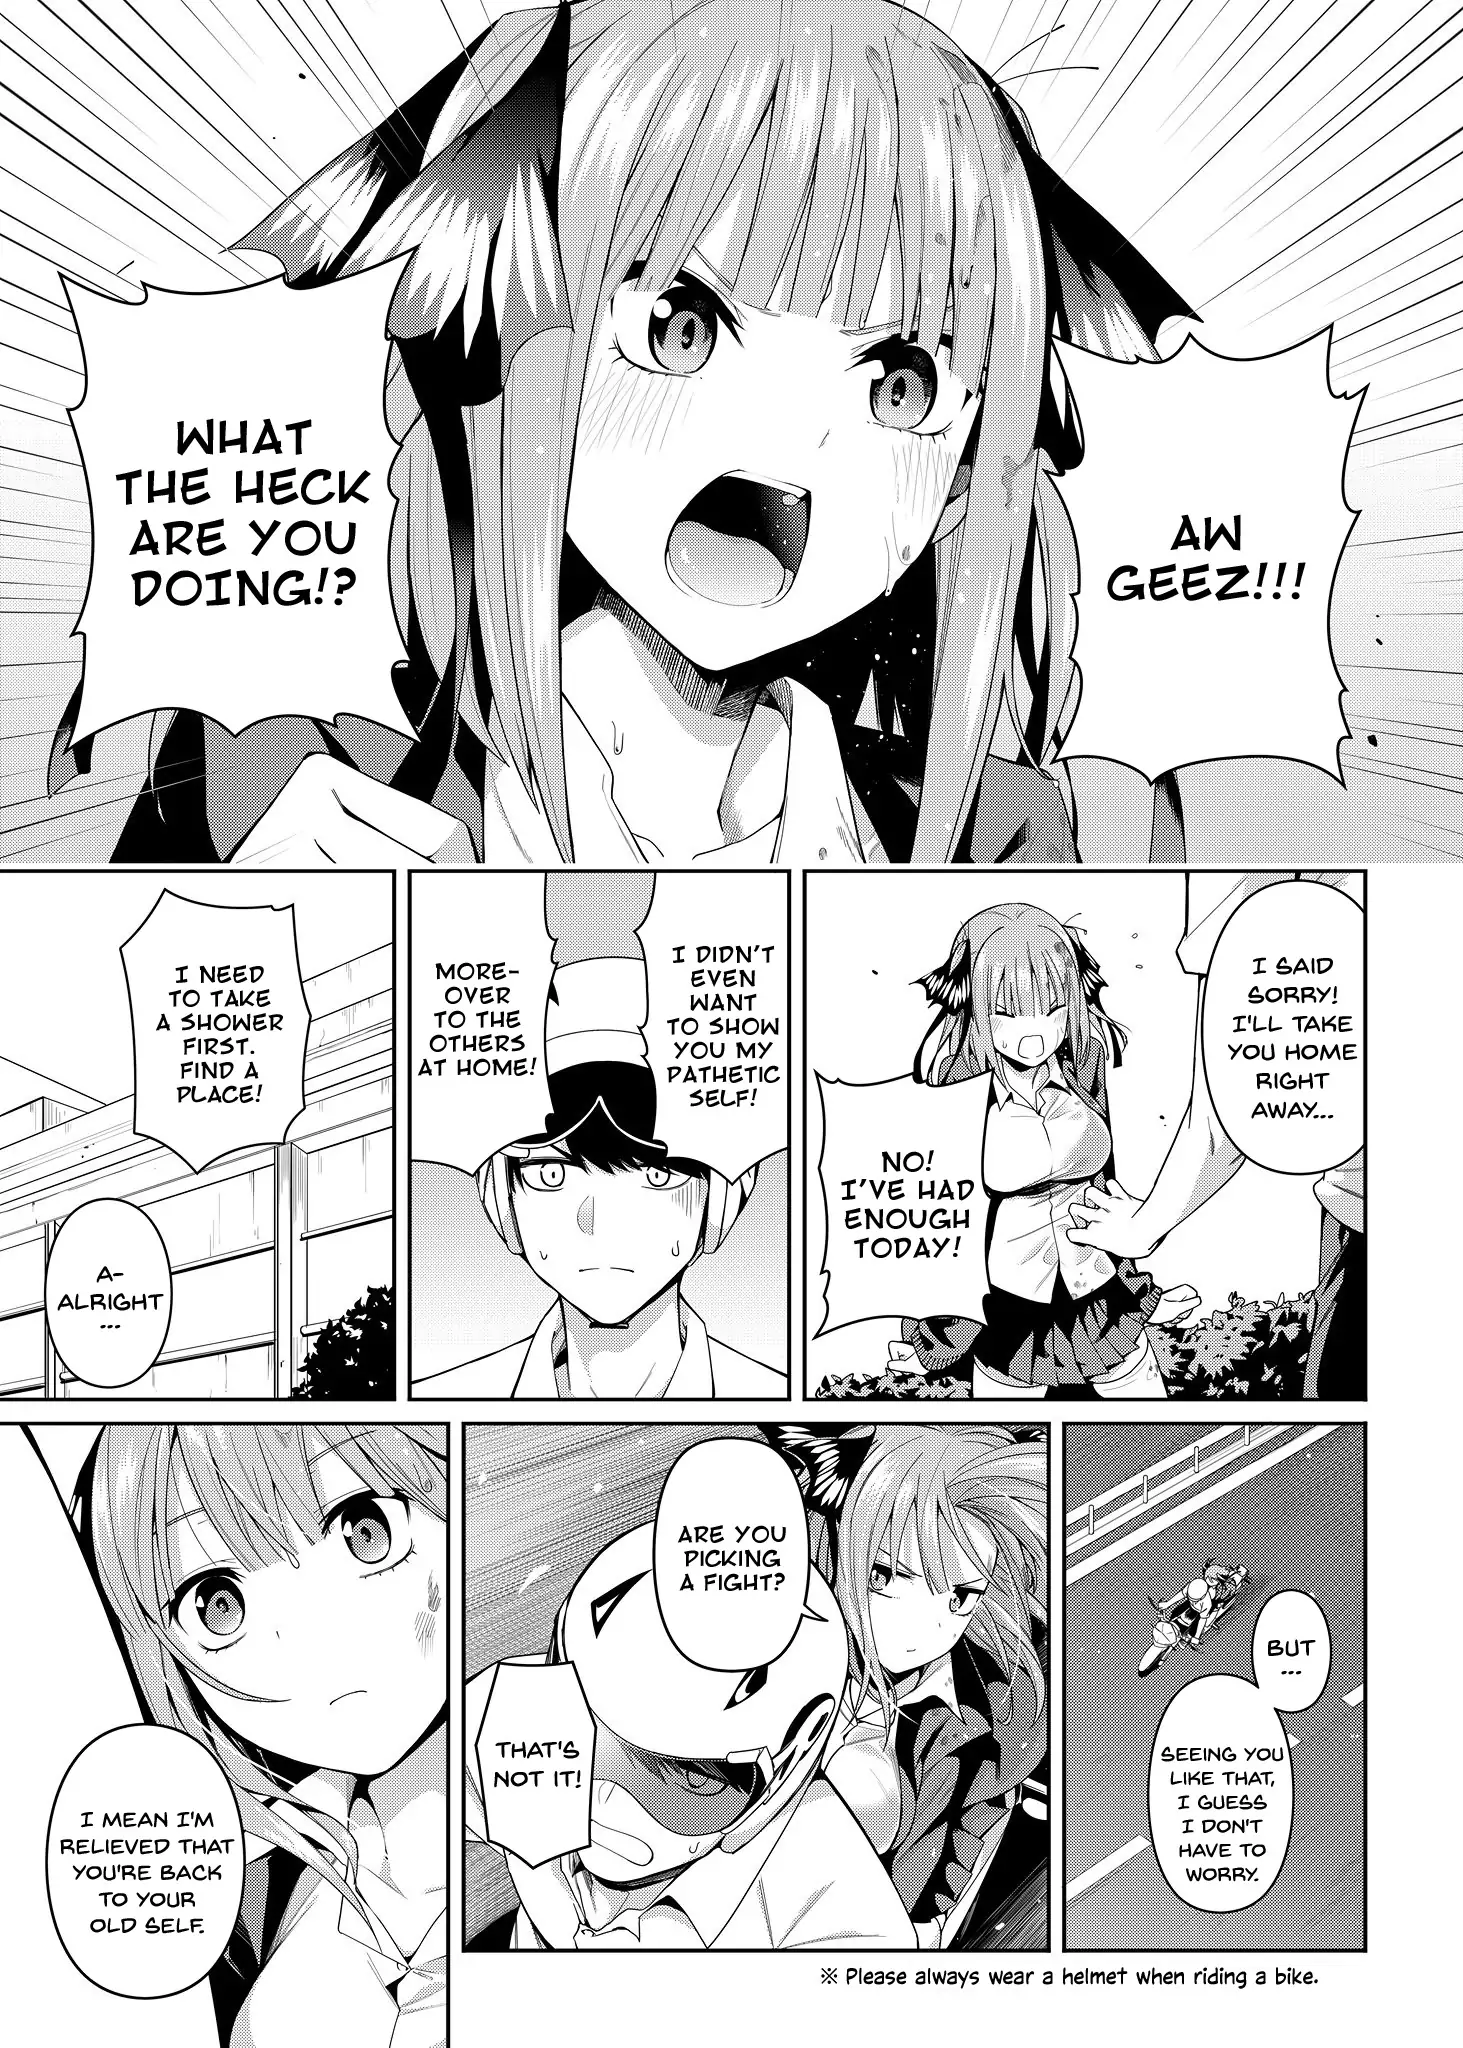 AW
GEEZ!!!
WHAT
THE HECK
ARE YOU
DOING!?
I SAID
SORRY!
I'LL TAKE
YOU HOME
RIGHT
AWAY...
NO!
I'VE HAD
ENOUGH
TODAY!
I DIDN'T
EVEN
WANT
TO SHOW
YOU MY
PATHETIC
SELF!
MORE-
OVER
TO THE
OTHERS
AT HOME!
I NEED
TO TAKE
A SHOWER
FIRST.
FIND A
PLACE!
A-
ALRIGHT
...
BUT
...
SEEING YOU
LIKE THAT,
I GUESS
I DON'T
HAVE TO
WORRY.
ARE YOU
PICKING
A FIGHT?
THAT'S
NOT IT!
I MEAN I'M
RELIEVED THAT
YOU'RE BACK
TO YOUR
OLD SELF.
※ Please always wear a helmet when riding a bike.